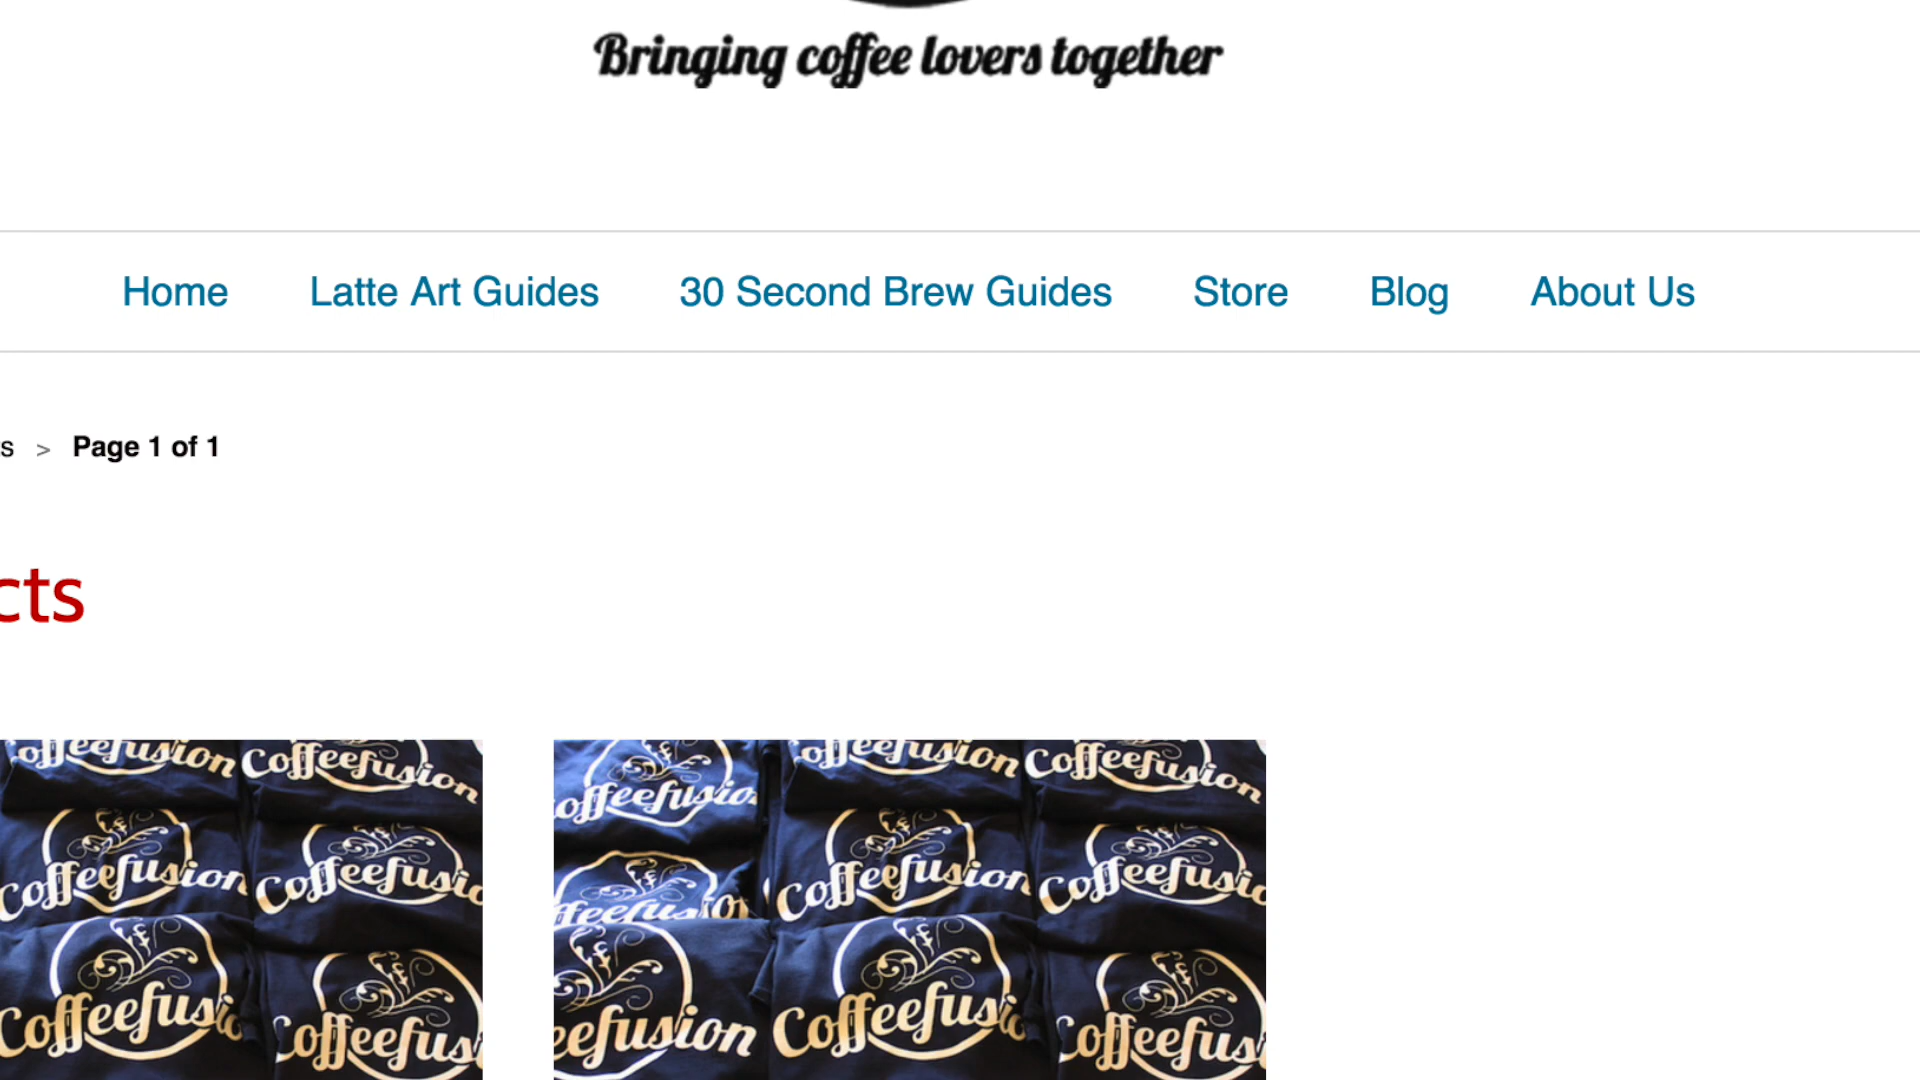 Bringing coffee lovers together
Home Latte Art Guides 30 Second Brew Guides Store Blog About Us
s > Page 1 of 1
cts
Coffeefusion Coffeefusion
Coffeefusion
Coffeefusion